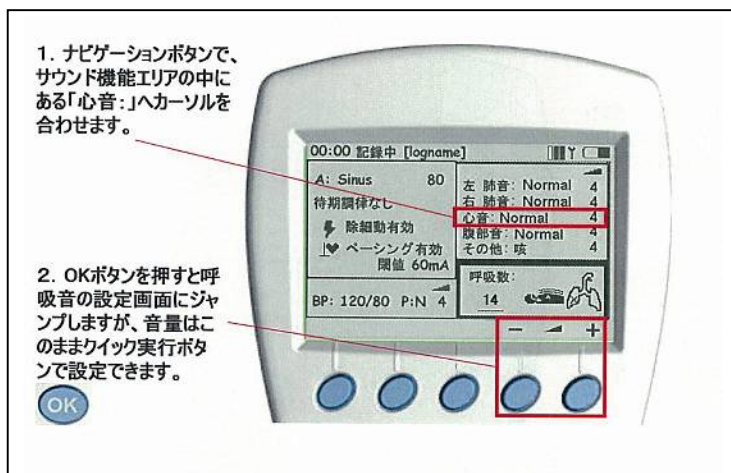 1. ナビゲーションボタンで、
サウンド機能エリアの中に
ある「心音：」へカーソルを
合わせます。
00:00 記録中 [logname]
A: Sinus 80
待期調律なし
除細動有効
ペーシング有効
閾値 60mA
BP: 120/80 P:N 4
左 肺音: Normal 4
右 肺音: Normal 4
心音: Normal 4
腹部音: Normal 4
その他: 咳 4
呼吸数:
14
− +
2. OKボタンを押すと呼
吸音の設定画面にジャ
ンプしますが、音量はこ
のままクイック実行ボタ
ンで設定できます。
OK